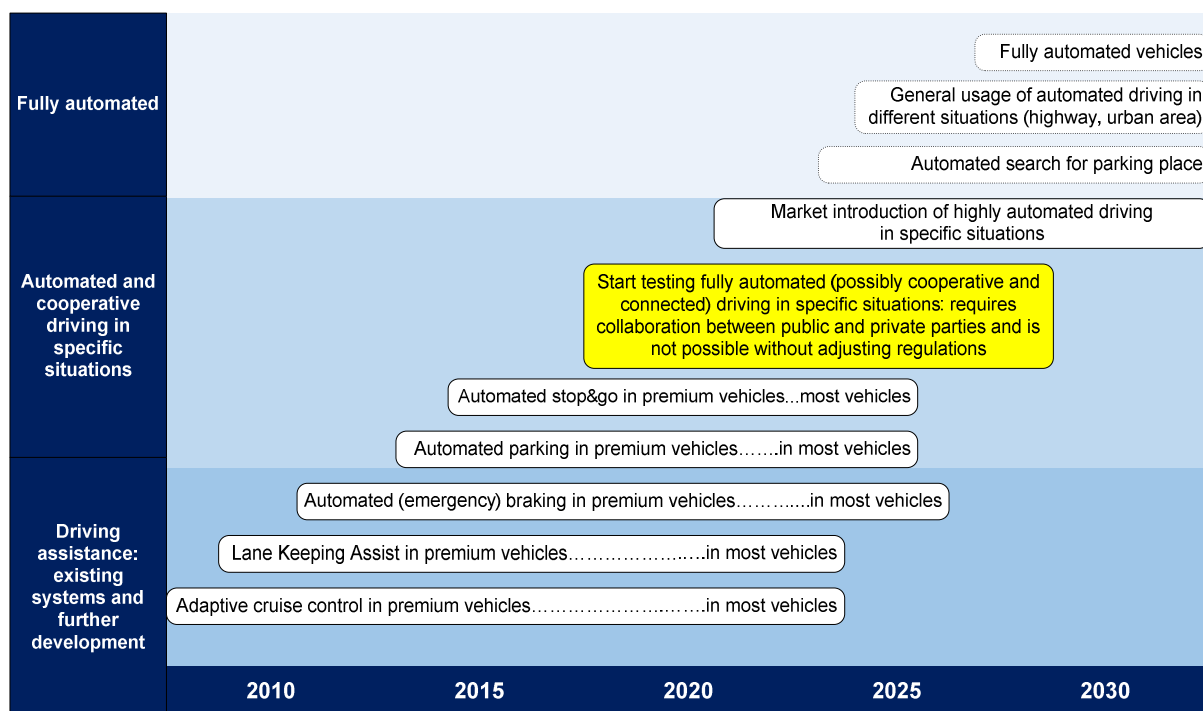 Fully automated
Fully automated vehicles
General usage of automated driving in
different situations (highway, urban area)
Automated search for parking place
Automated and
cooperative
driving in
specific
situations
Market introduction of highly automated driving
in specific situations
Start testing fully automated (possibly cooperative and
connected) driving in specific situations: requires
collaboration between public and private parties and is
not possible without adjusting regulations
Automated stop&go in premium vehicles...most vehicles
Automated parking in premium vehicles…….in most vehicles
Driving
assistance:
existing
systems and
further
development
Automated (emergency) braking in premium vehicles………....in most vehicles
Lane Keeping Assist in premium vehicles………………..….in most vehicles
Adaptive cruise control in premium vehicles………………….…….in most vehicles
2010 2015 2020 2025 2030